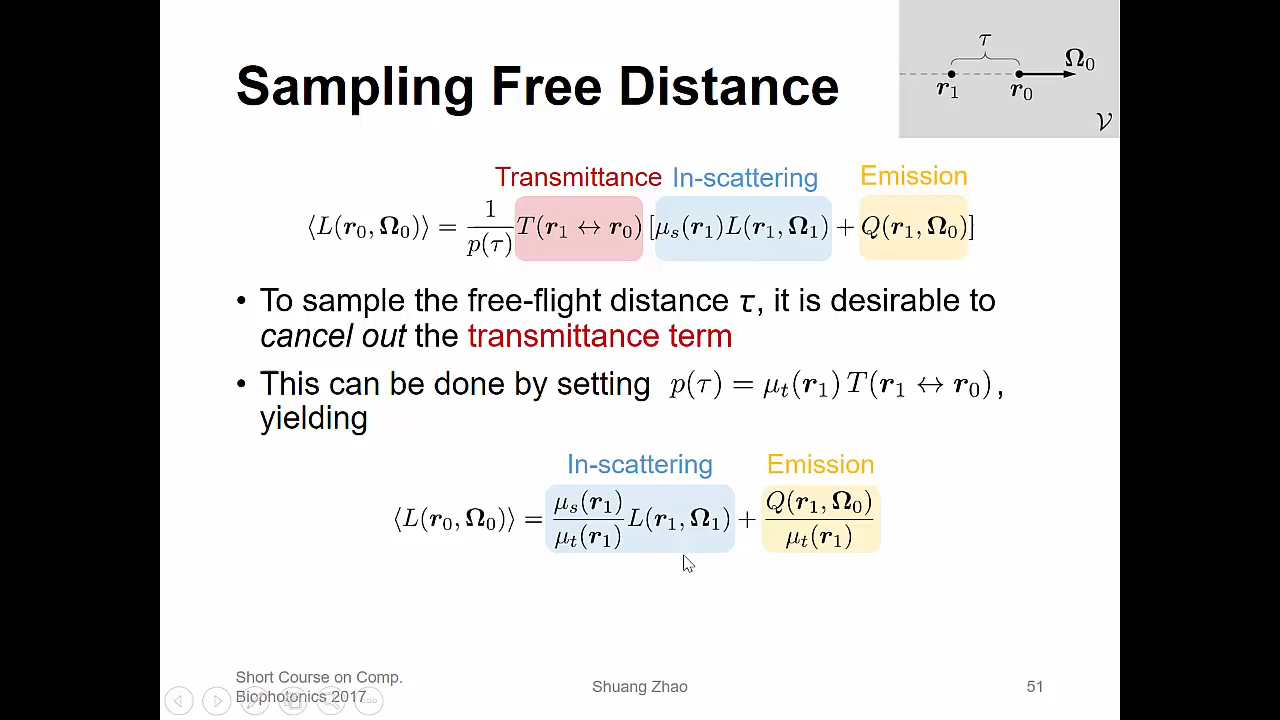 Sampling Free Distance
τ
Ω₀
r₁ r₀
𝒱
Transmittance In-scattering Emission
⟨L(r₀, Ω₀)⟩ = 1/p(τ) T(r₁ ↔ r₀) [μₛ(r₁)L(r₁, Ω₁) + Q(r₁, Ω₀)]
• To sample the free-flight distance τ, it is desirable to
cancel out the transmittance term
• This can be done by setting p(τ) = μₜ(r₁) T(r₁ ↔ r₀),
yielding
In-scattering Emission
⟨L(r₀, Ω₀)⟩ = μₛ(r₁)/μₜ(r₁) L(r₁, Ω₁) + Q(r₁, Ω₀)/μₜ(r₁)
Short Course on Comp.
Biophotonics 2017
Shuang Zhao
51